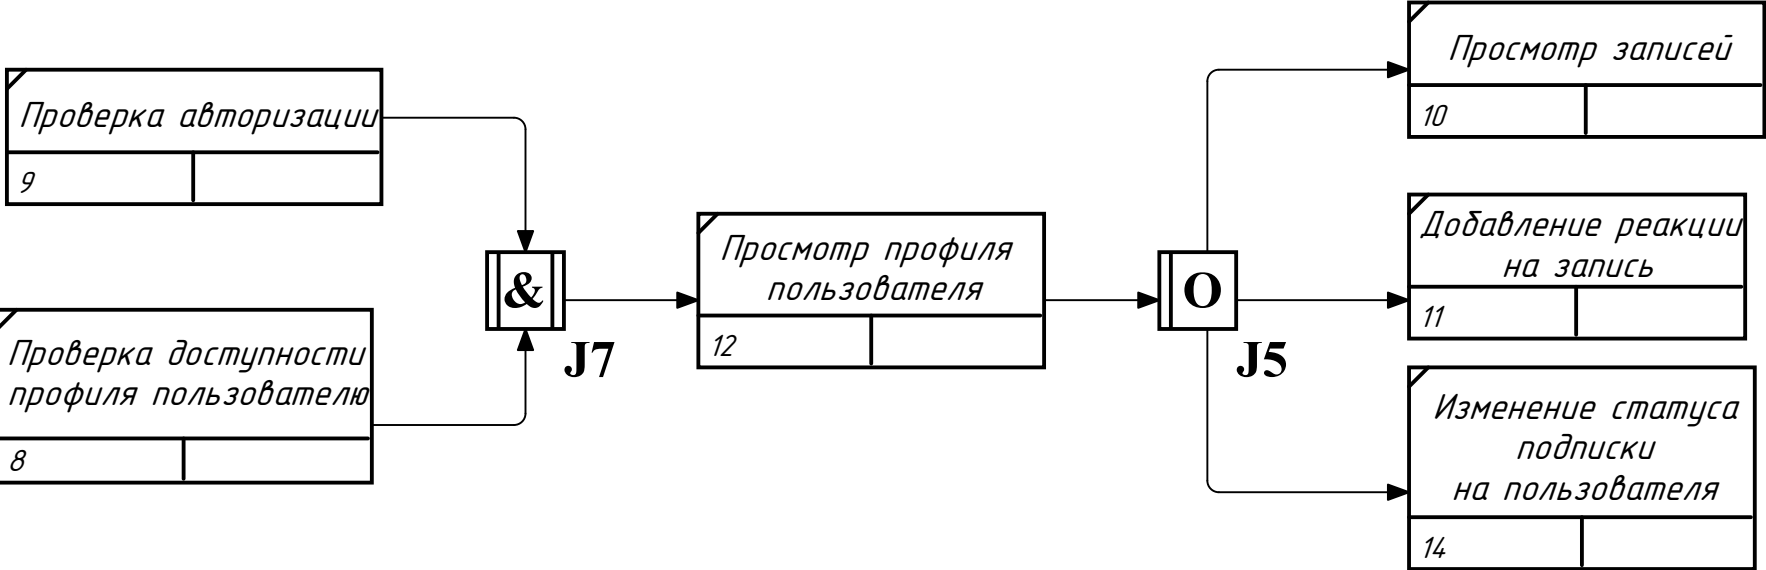 Проверка авторизации
9
Проверка доступности
профиля пользователю
8
&
J7
Просмотр профиля
пользователя
12
O
J5
Просмотр записей
10
Добавление реакции
на запись
11
Изменение статуса
подписки
на пользователя
14